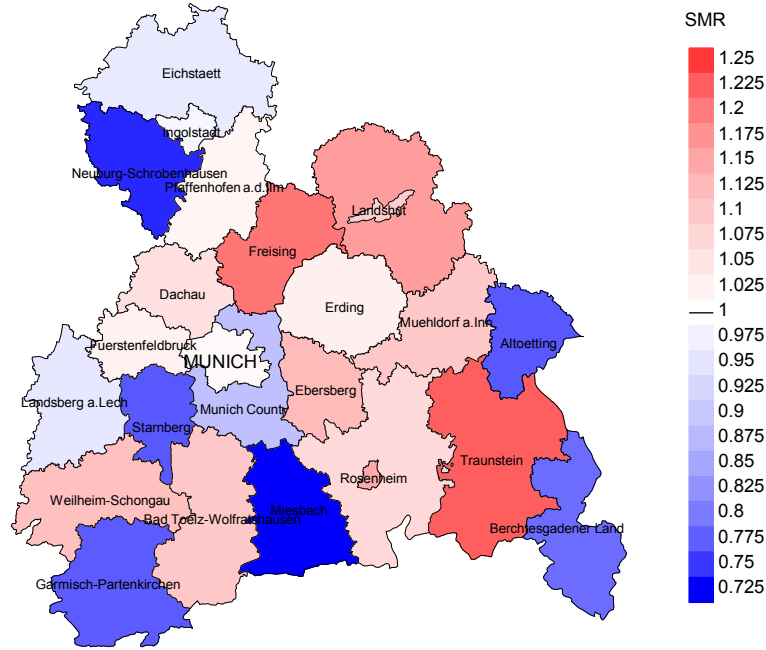 SMR
1.25
1.225
1.2
1.175
1.15
1.125
1.1
1.075
1.05
1.025
1
0.975
0.95
0.925
0.9
0.875
0.85
0.825
0.8
0.775
0.75
0.725
Eichstaett
Ingolstadt
Neuburg-Schrobenhausen
Pfaffenhofen a.d.Ilm
Landshut
Freising
Dachau
Erding
Muehldorf a.Inn
Altoetting
Fuerstenfeldbruck
MUNICH
Ebersberg
Landsberg a.Lech
Munich County
Starnberg
Traunstein
Rosenheim
Weilheim-Schongau
Miesbach
Bad Toelz-Wolfratshausen
Berchtesgadener Land
Garmisch-Partenkirchen